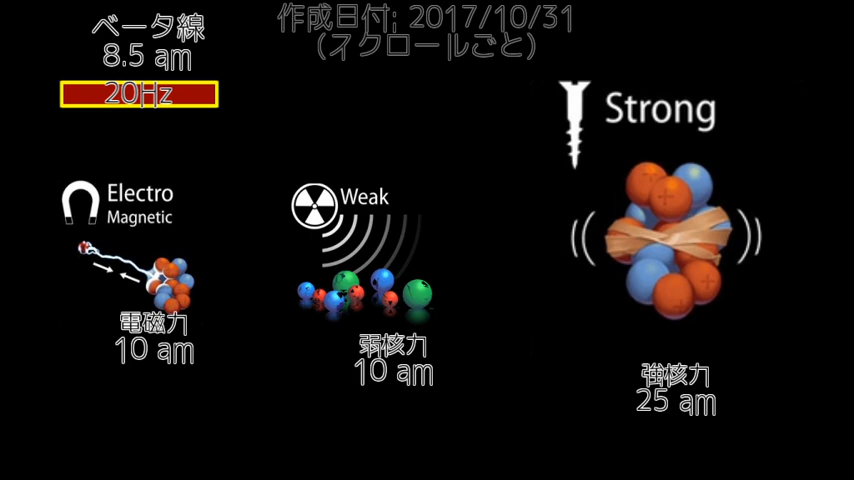 作成日付; 2017/10/31
(イクロールごと)
ベータ線
8.5 am
20Hz
Strong
Electro
Magnetic
Weak
電磁力
10 am
弱核力
10 am
強核力
25 am